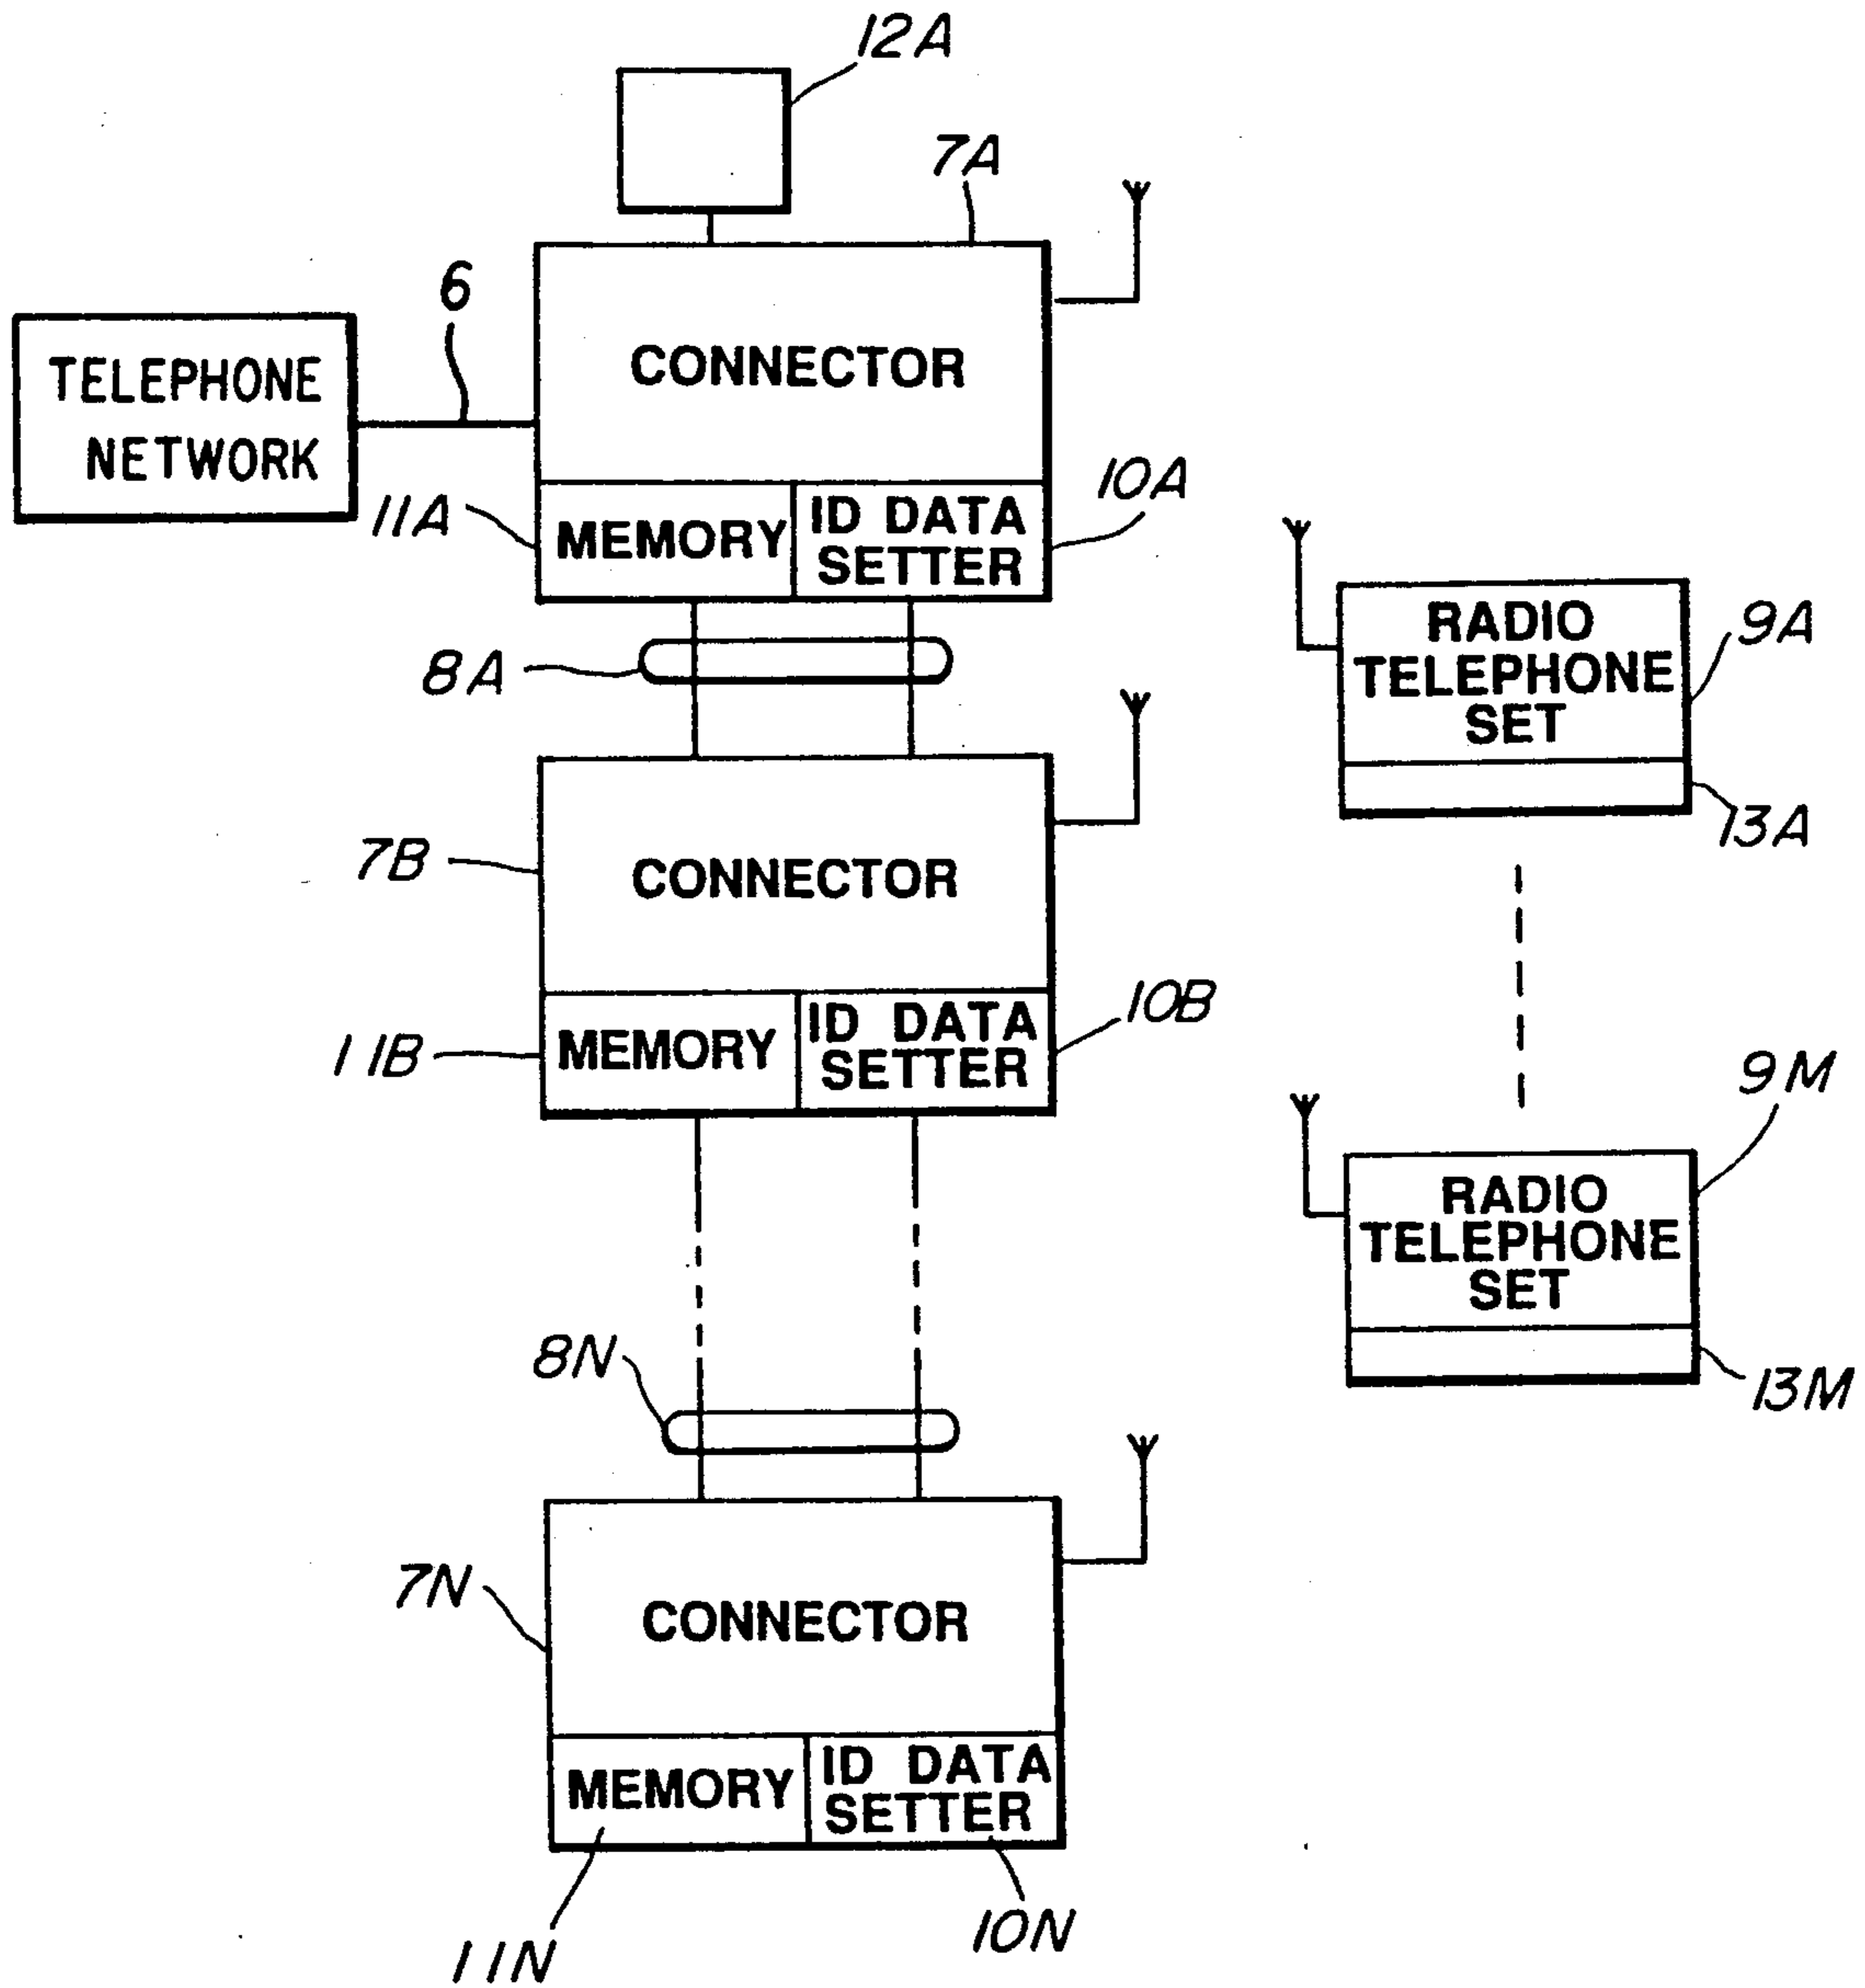 12A
7A
6
TELEPHONE
NETWORK
CONNECTOR
11A
MEMORY
ID DATA
SETTER
10A
8A
RADIO
TELEPHONE
SET
9A
13A
7B
CONNECTOR
11B
MEMORY
ID DATA
SETTER
10B
9M
RADIO
TELEPHONE
SET
13M
8N
7N
CONNECTOR
MEMORY
ID DATA
SETTER
11N
10N